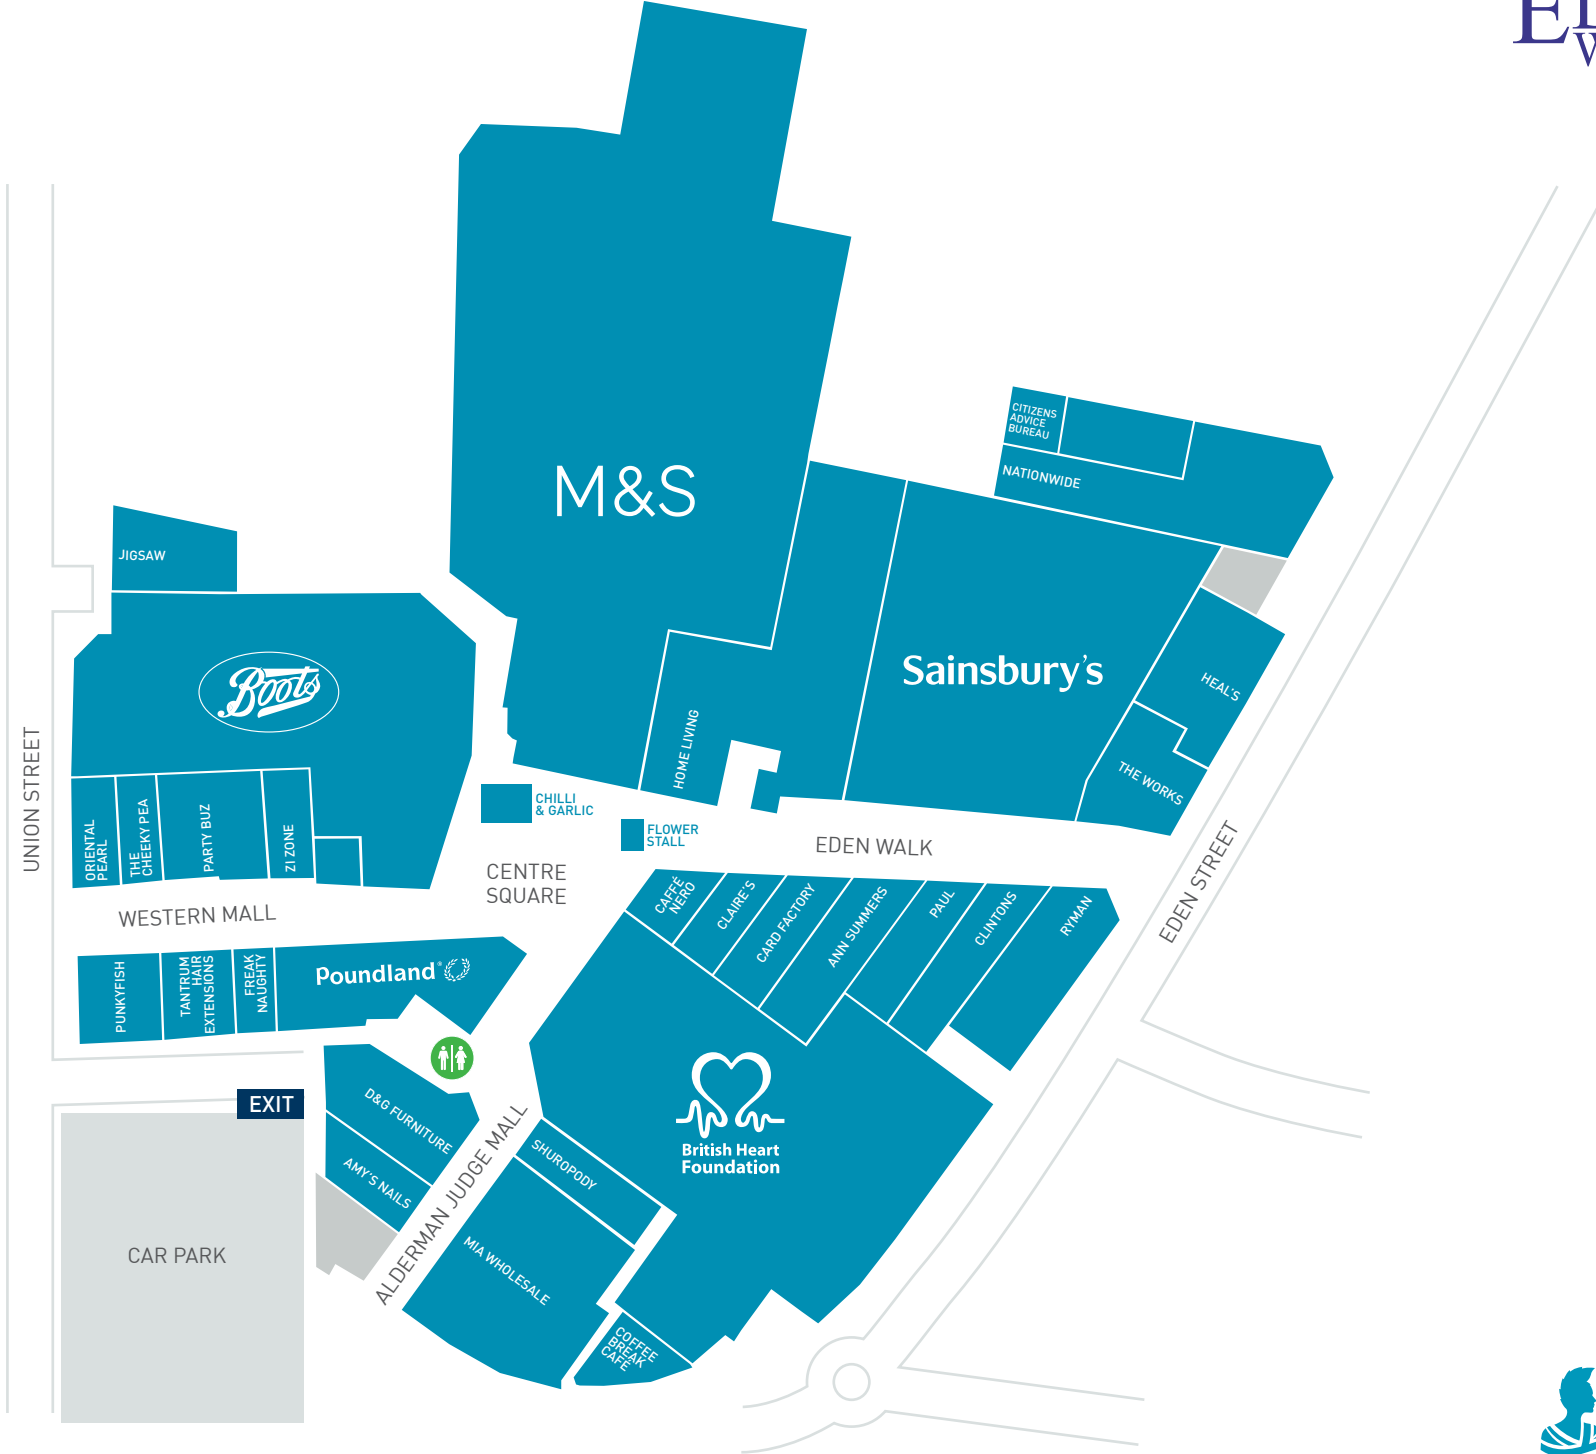 M&S
CITIZENS
ADVICE
BUREAU
NATIONWIDE
JIGSAW
Boots
Sainsbury's
HEAL'S
HOME LIVING
THE WORKS
UNION STREET
ORIENTAL
PEARL
THE
CHEEKY PEA
PARTY BUZ
ZI ZONE
CHILLI
& GARLIC
FLOWER
STALL
EDEN WALK
EDEN STREET
CENTRE
SQUARE
WESTERN MALL
CAFFÉ
NERO
CLAIRE'S
CARD FACTORY
ANN SUMMERS
PAUL
CLINTONS
RYMAN
PUNKYFISH
TANTRUM
HAIR
EXTENSIONS
FREAK
NAUGHTY
Poundland®
EXIT
D&G FURNITURE
AMY'S NAILS
ALDERMAN JUDGE MALL
SHUROPODY
British Heart
Foundation
MIA WHOLESALE
CAR PARK
COFFEE
BREAK
CAFÉ